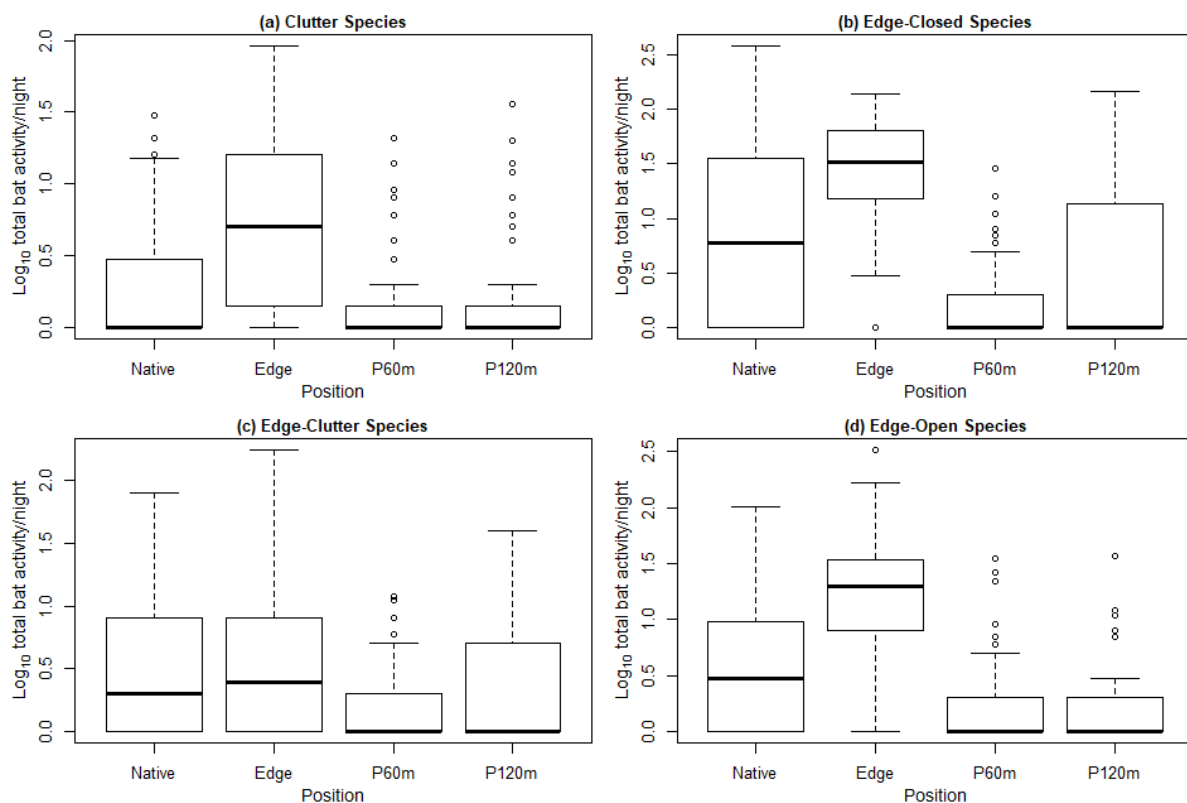 (a) Clutter Species
Log₁₀ total bat activity/night
2.0
1.5
1.0
0.5
0.0
Native Edge P60m P120m
Position
(b) Edge-Closed Species
Log₁₀ total bat activity/night
2.5
2.0
1.5
1.0
0.5
0.0
Native Edge P60m P120m
Position
(c) Edge-Clutter Species
Log₁₀ total bat activity/night
2.0
1.5
1.0
0.5
0.0
Native Edge P60m P120m
Position
(d) Edge-Open Species
Log₁₀ total bat activity/night
2.5
2.0
1.5
1.0
0.5
0.0
Native Edge P60m P120m
Position